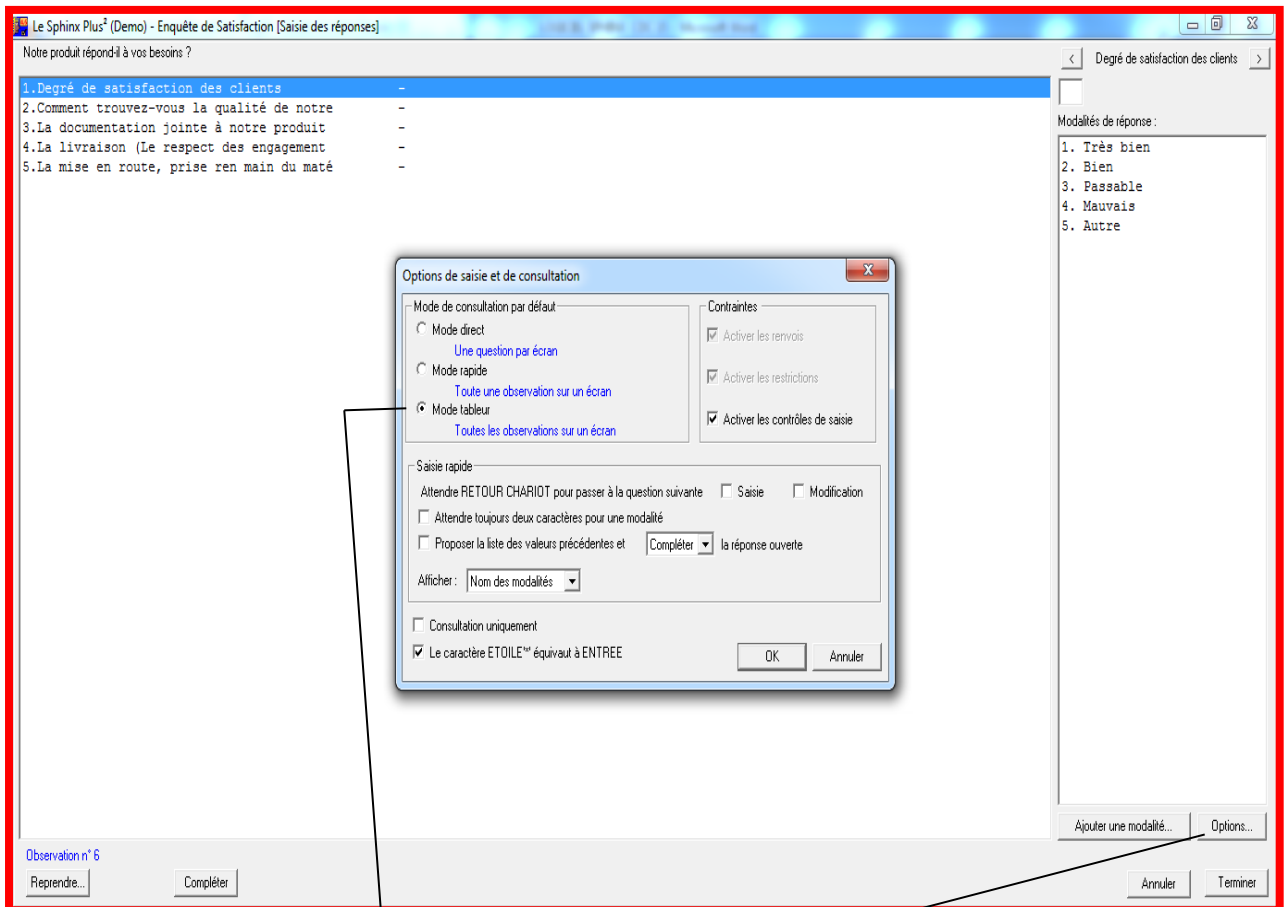 Le Sphinx Plus² (Demo) - Enquête de Satisfaction [Saisie des réponses]
Notre produit répond-il à vos besoins ?
Degré de satisfaction des clients
1.Degré de satisfaction des clients -
2.Comment trouvez-vous la qualité de notre -
3.La documentation jointe à notre produit -
4.La livraison (Le respect des engagement -
5.La mise en route, prise ren main du maté -
Modalités de réponse :
1. Très bien
2. Bien
3. Passable
4. Mauvais
5. Autre
Options de saisie et de consultation
Mode de consultation par défaut
Mode direct
Une question par écran
Mode rapide
Toute une observation sur un écran
Mode tableur
Toutes les observations sur un écran
Contraintes
Activer les renvois
Activer les restrictions
Activer les contrôles de saisie
Saisie rapide
Attendre RETOUR CHARIOT pour passer à la question suivante Saisie Modification
Attendre toujours deux caractères pour une modalité
Proposer la liste des valeurs précédentes et Compléter la réponse ouverte
Afficher : Nom des modalités
Consultation uniquement
Le caractère ETOILE'*' équivaut à ENTREE
OK Annuler
Ajouter une modalité... Options...
Observation n° 6
Reprendre... Compléter Annuler Terminer